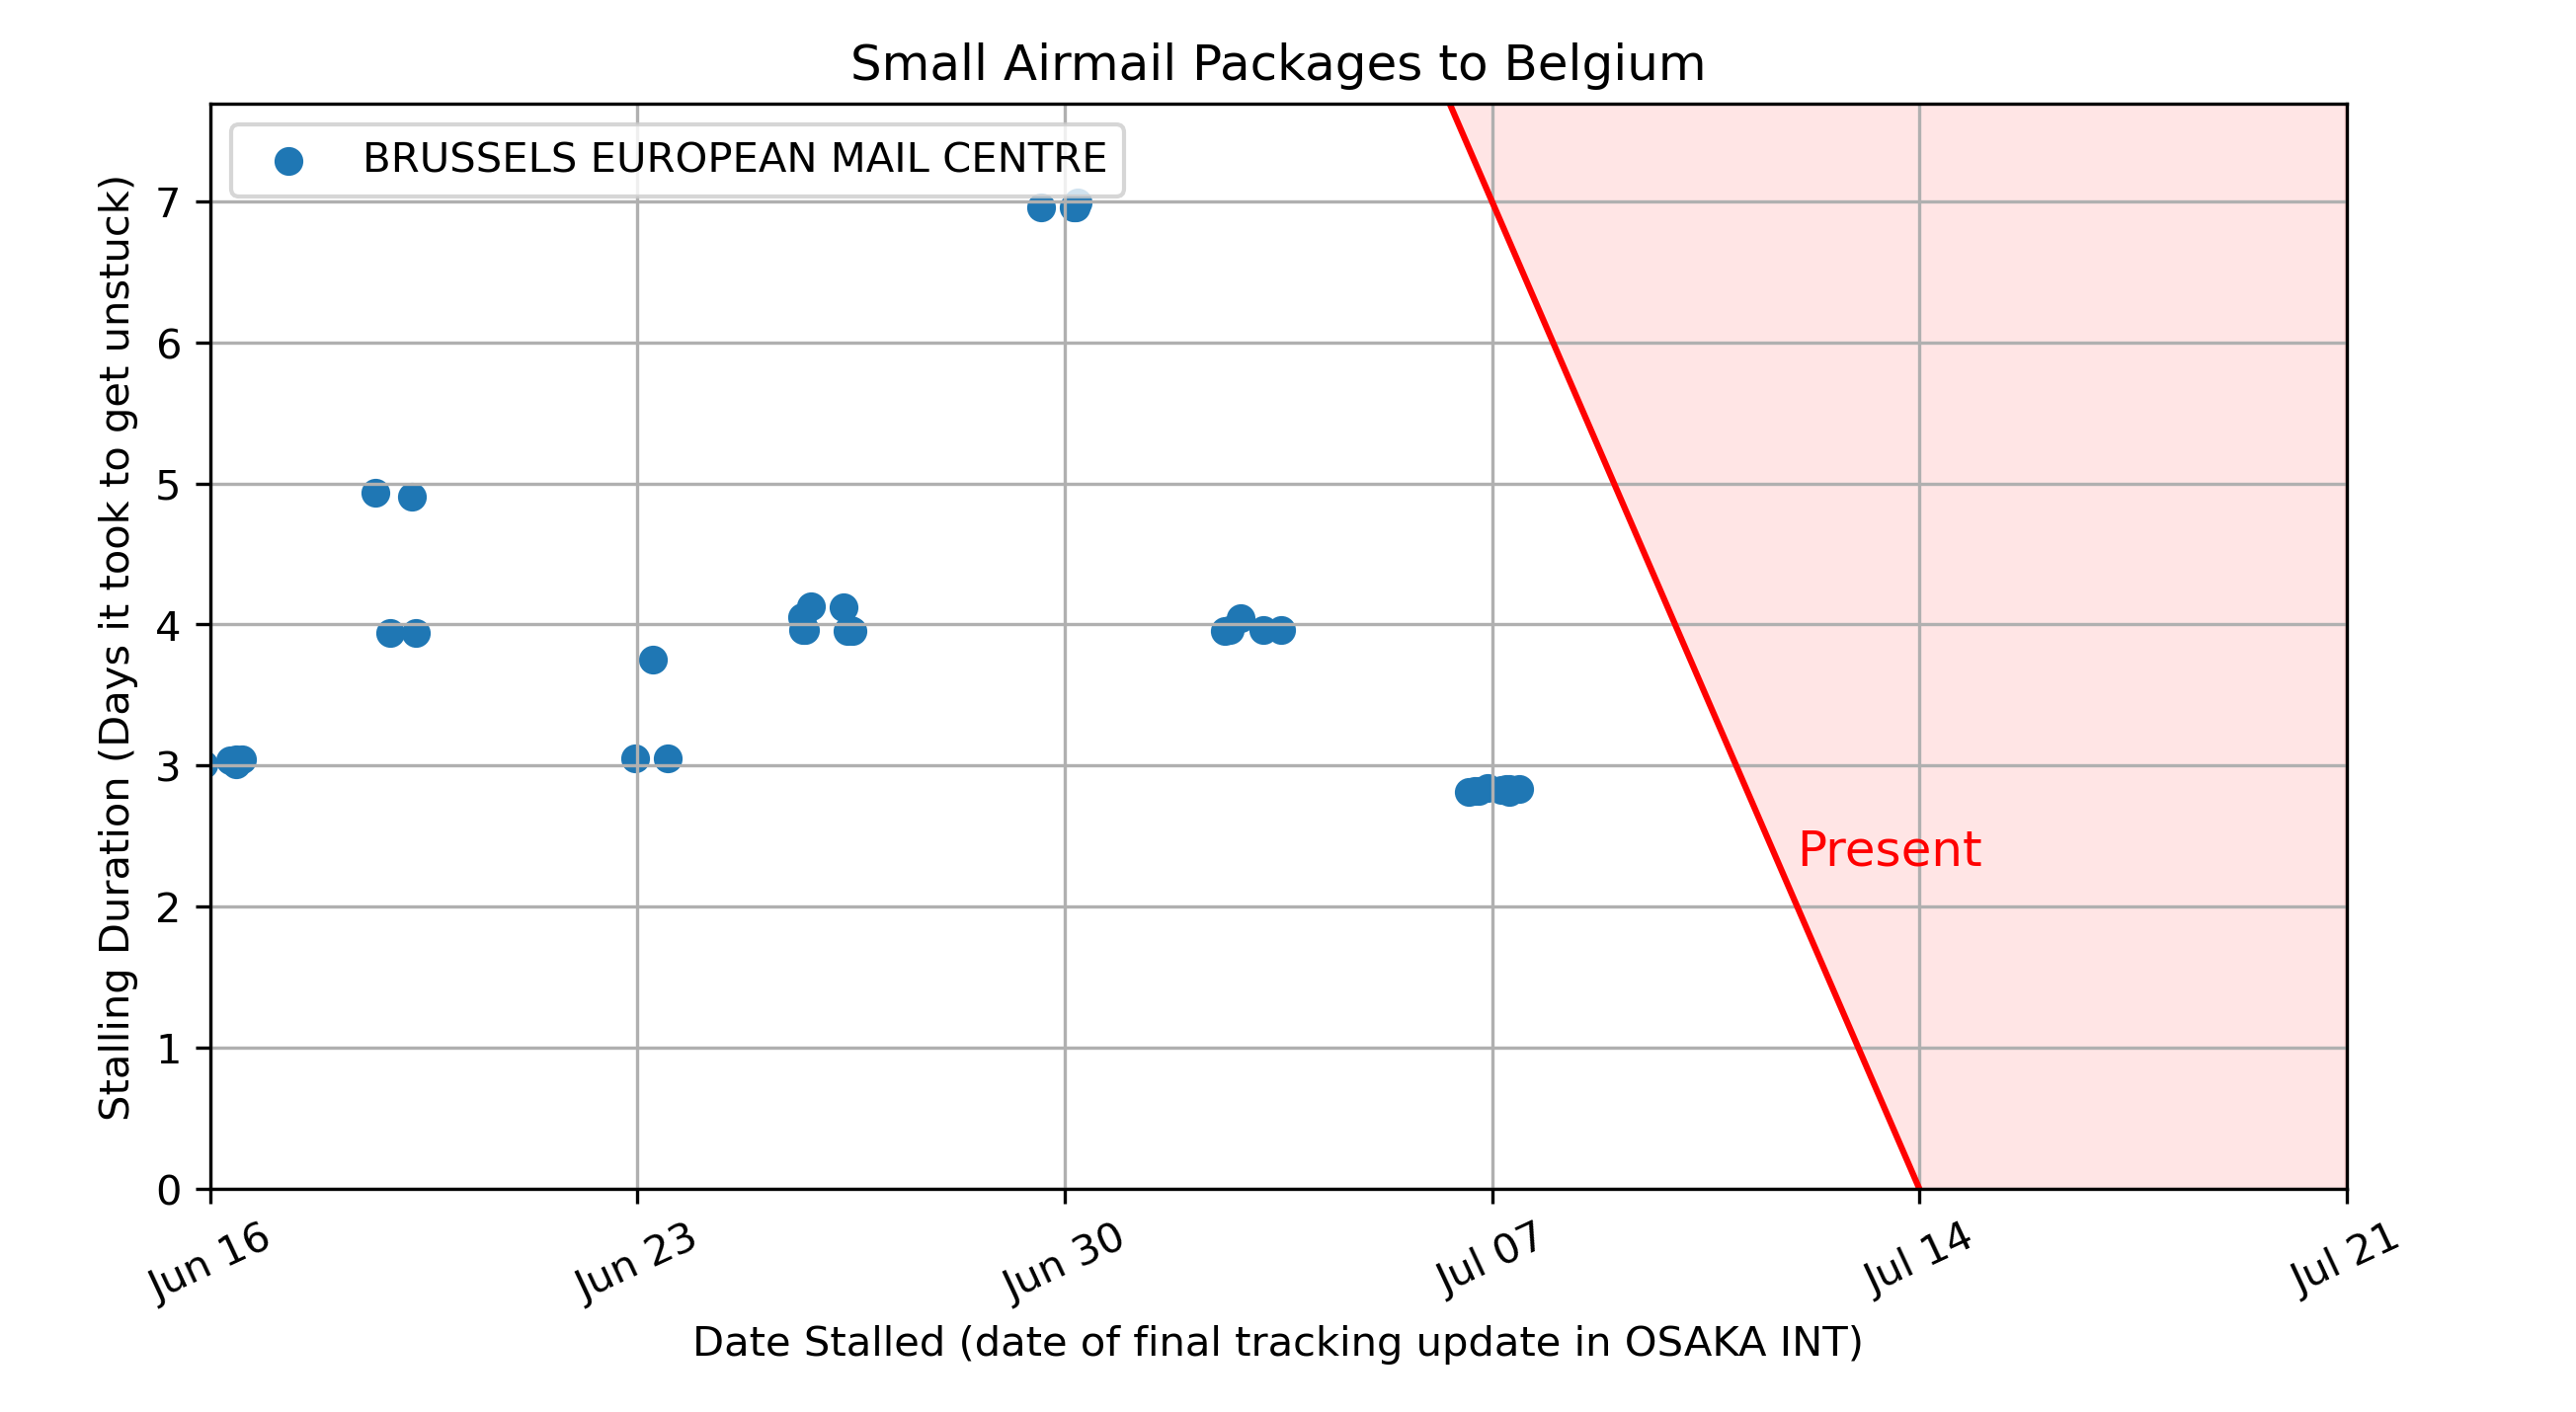 Small Airmail Packages to Belgium
BRUSSELS EUROPEAN MAIL CENTRE
Stalling Duration (Days it took to get unstuck)
7
6
5
4
3
2
1
0
Present
Jun 16
Jun 23
Jun 30
Jul 07
Jul 14
Jul 21
Date Stalled (date of final tracking update in OSAKA INT)